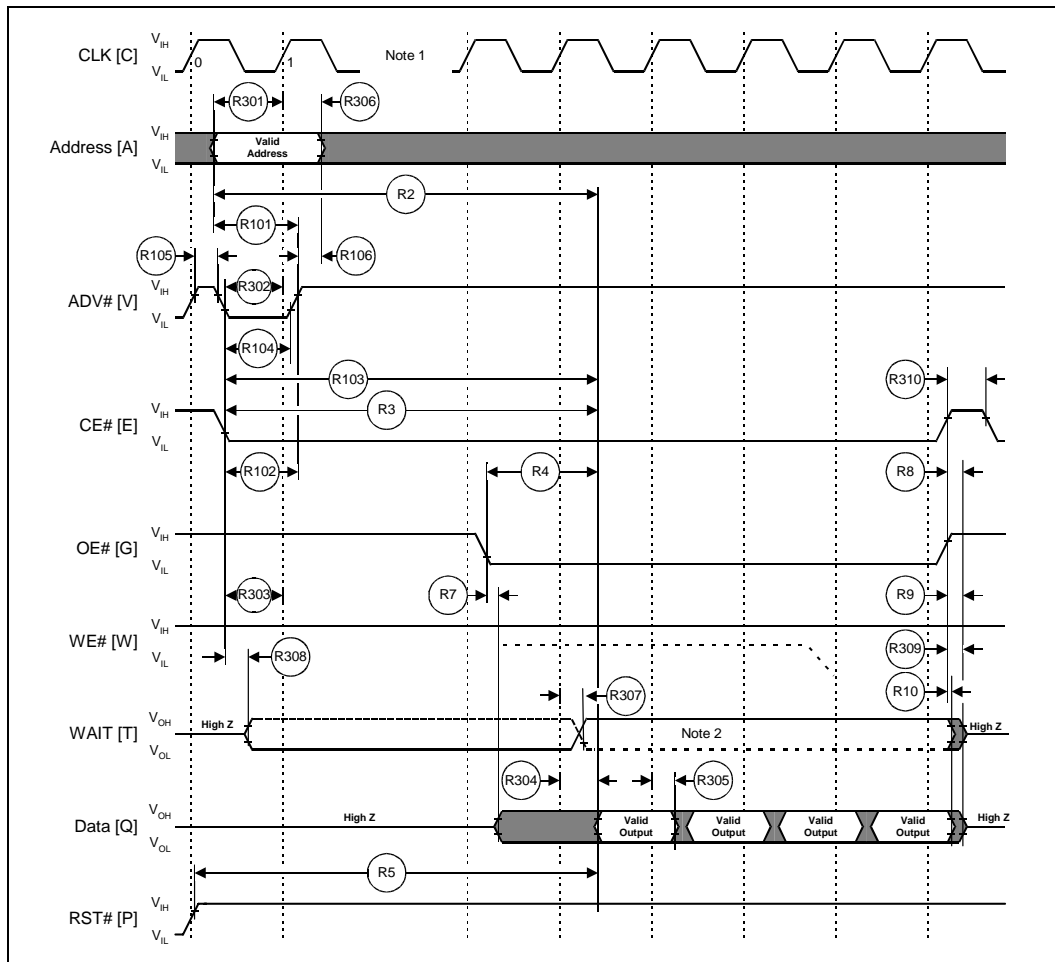 CLK [C] VIH VIL 0 1 Note 1
R301 R306
Address [A] VIH VIL Valid Address
R2
R101
R105 R106
ADV# [V] VIH VIL R302
R104
R103 R310
CE# [E] VIH VIL R3
R102 R4 R8
OE# [G] VIH VIL
R303 R7 R9
WE# [W] VIH VIL
R308 R309
R307 R10
WAIT [T] VOH VOL High Z Note 2 High Z
R304 R305
Data [Q] VOH VOL High Z Valid Output Valid Output Valid Output Valid Output High Z
R5
RST# [P] VIH VIL